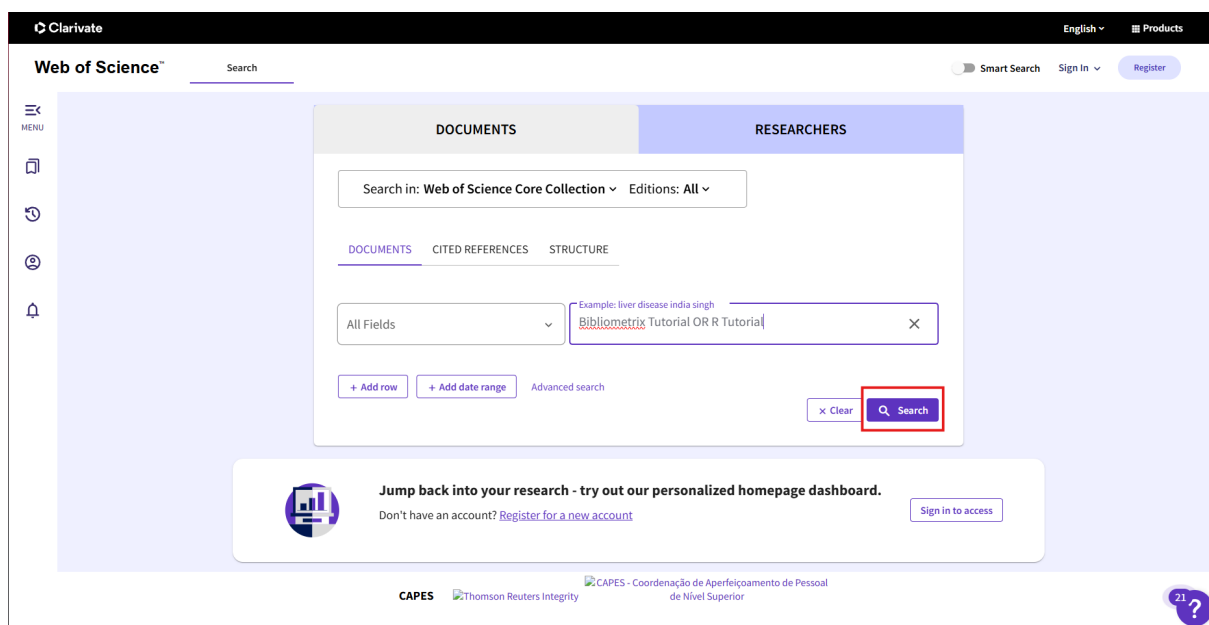 Clarivate
English
Products
Web of Science™
Search
Smart Search
Sign In
Register
MENU
DOCUMENTS
RESEARCHERS
Search in: Web of Science Core Collection Editions: All
DOCUMENTS CITED REFERENCES STRUCTURE
Example: liver disease india singh
All Fields
Bibliometrix Tutorial OR R Tutorial
+ Add row
+ Add date range
Advanced search
× Clear
Search
Jump back into your research - try out our personalized homepage dashboard.
Don't have an account? Register for a new account
Sign in to access
CAPES
Thomson Reuters Integrity
CAPES - Coordenação de Aperfeiçoamento de Pessoal
de Nível Superior
21
?